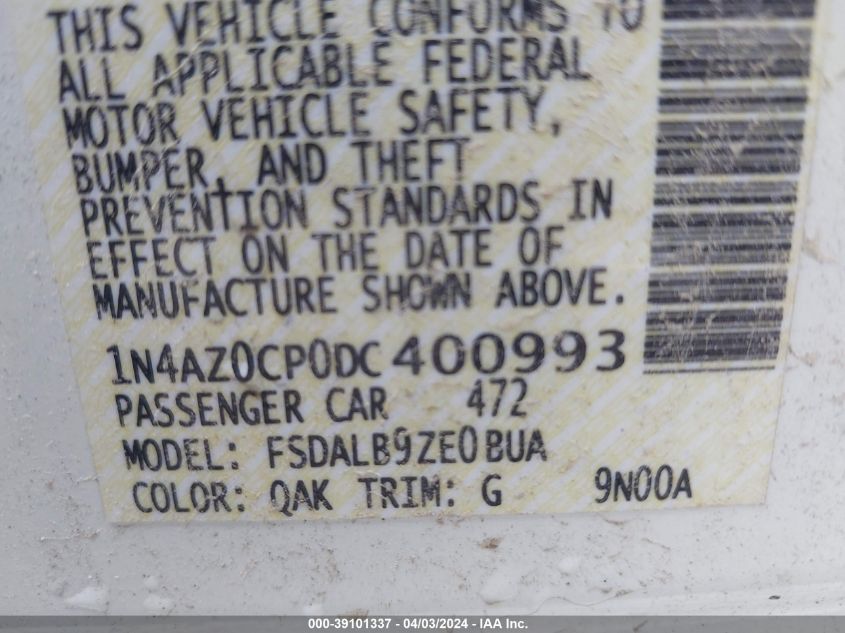 THIS VEHICLE CONFORMS TO
ALL APPLICABLE FEDERAL
MOTOR VEHICLE SAFETY,
BUMPER, AND THEFT
PREVENTION STANDARDS IN
EFFECT ON THE DATE OF
MANUFACTURE SHOWN ABOVE.
1N4AZ0CP0DC400993
PASSENGER CAR 472
MODEL: FSDALB9ZE0BUA
COLOR: QAK TRIM: G 9N00A
000-39101337 - 04/03/2024 - IAA Inc.